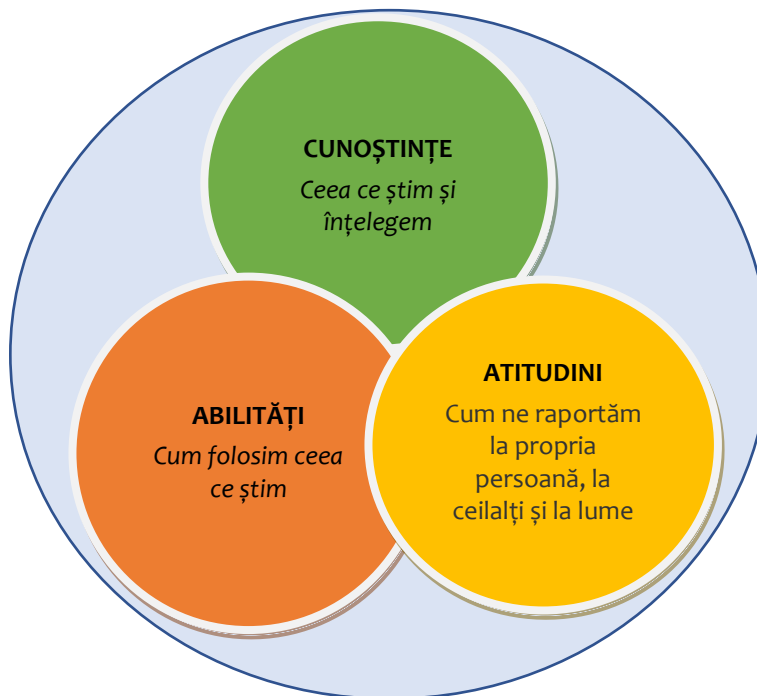 CUNOȘTINȚE
Ceea ce știm și
înțelegem
ABILITĂȚI
Cum folosim ceea
ce știm
ATITUDINI
Cum ne raportăm
la propria
persoană, la
ceilalți și la lume